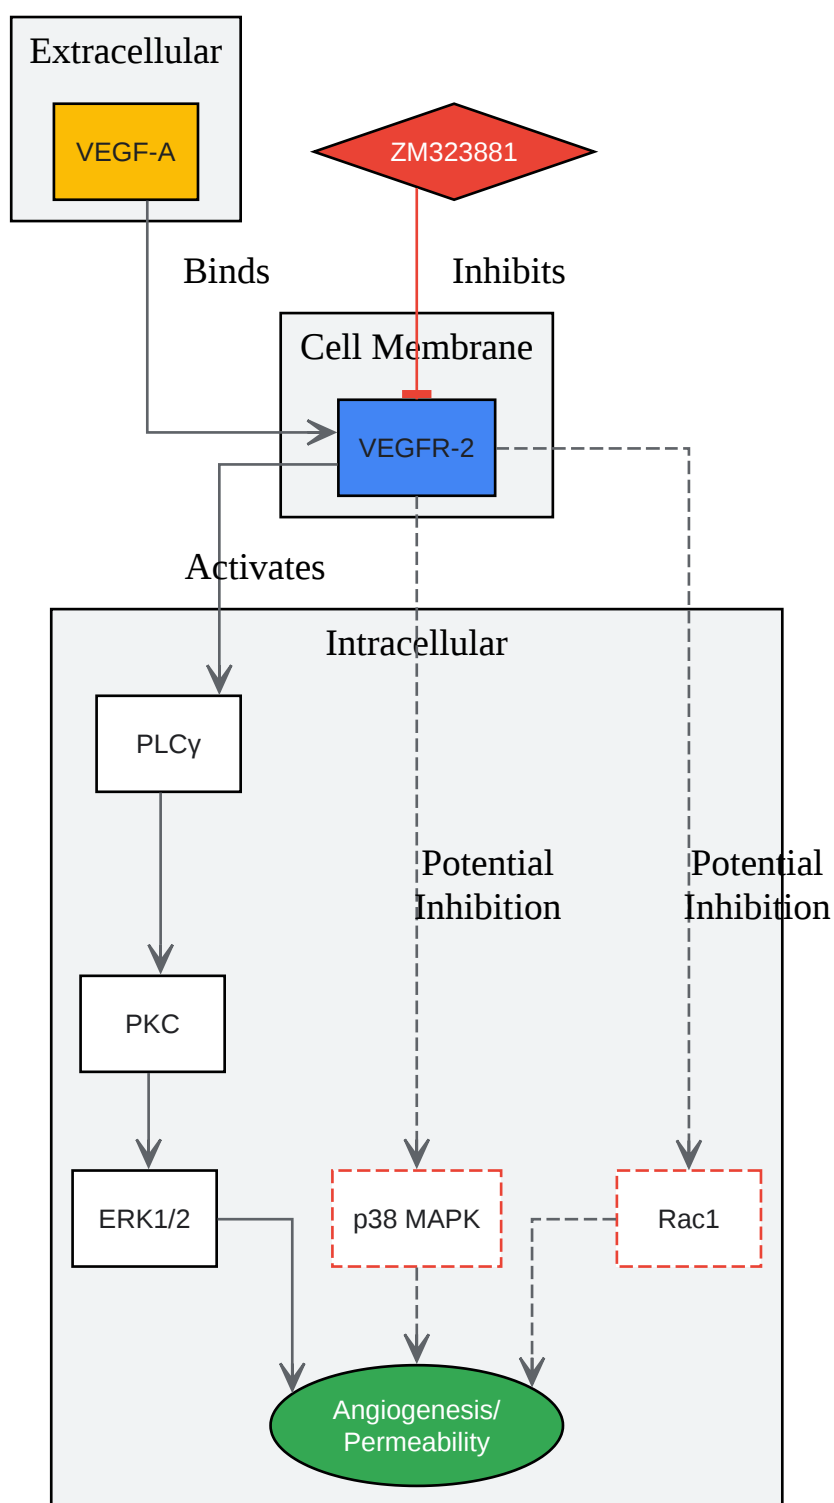 Extracellular
VEGF-A
ZM323881
Binds
Inhibits
Cell Membrane
VEGFR-2
Activates
Intracellular
PLCγ
Potential
Inhibition
Potential
Inhibition
PKC
ERK1/2
p38 MAPK
Rac1
Angiogenesis/
Permeability